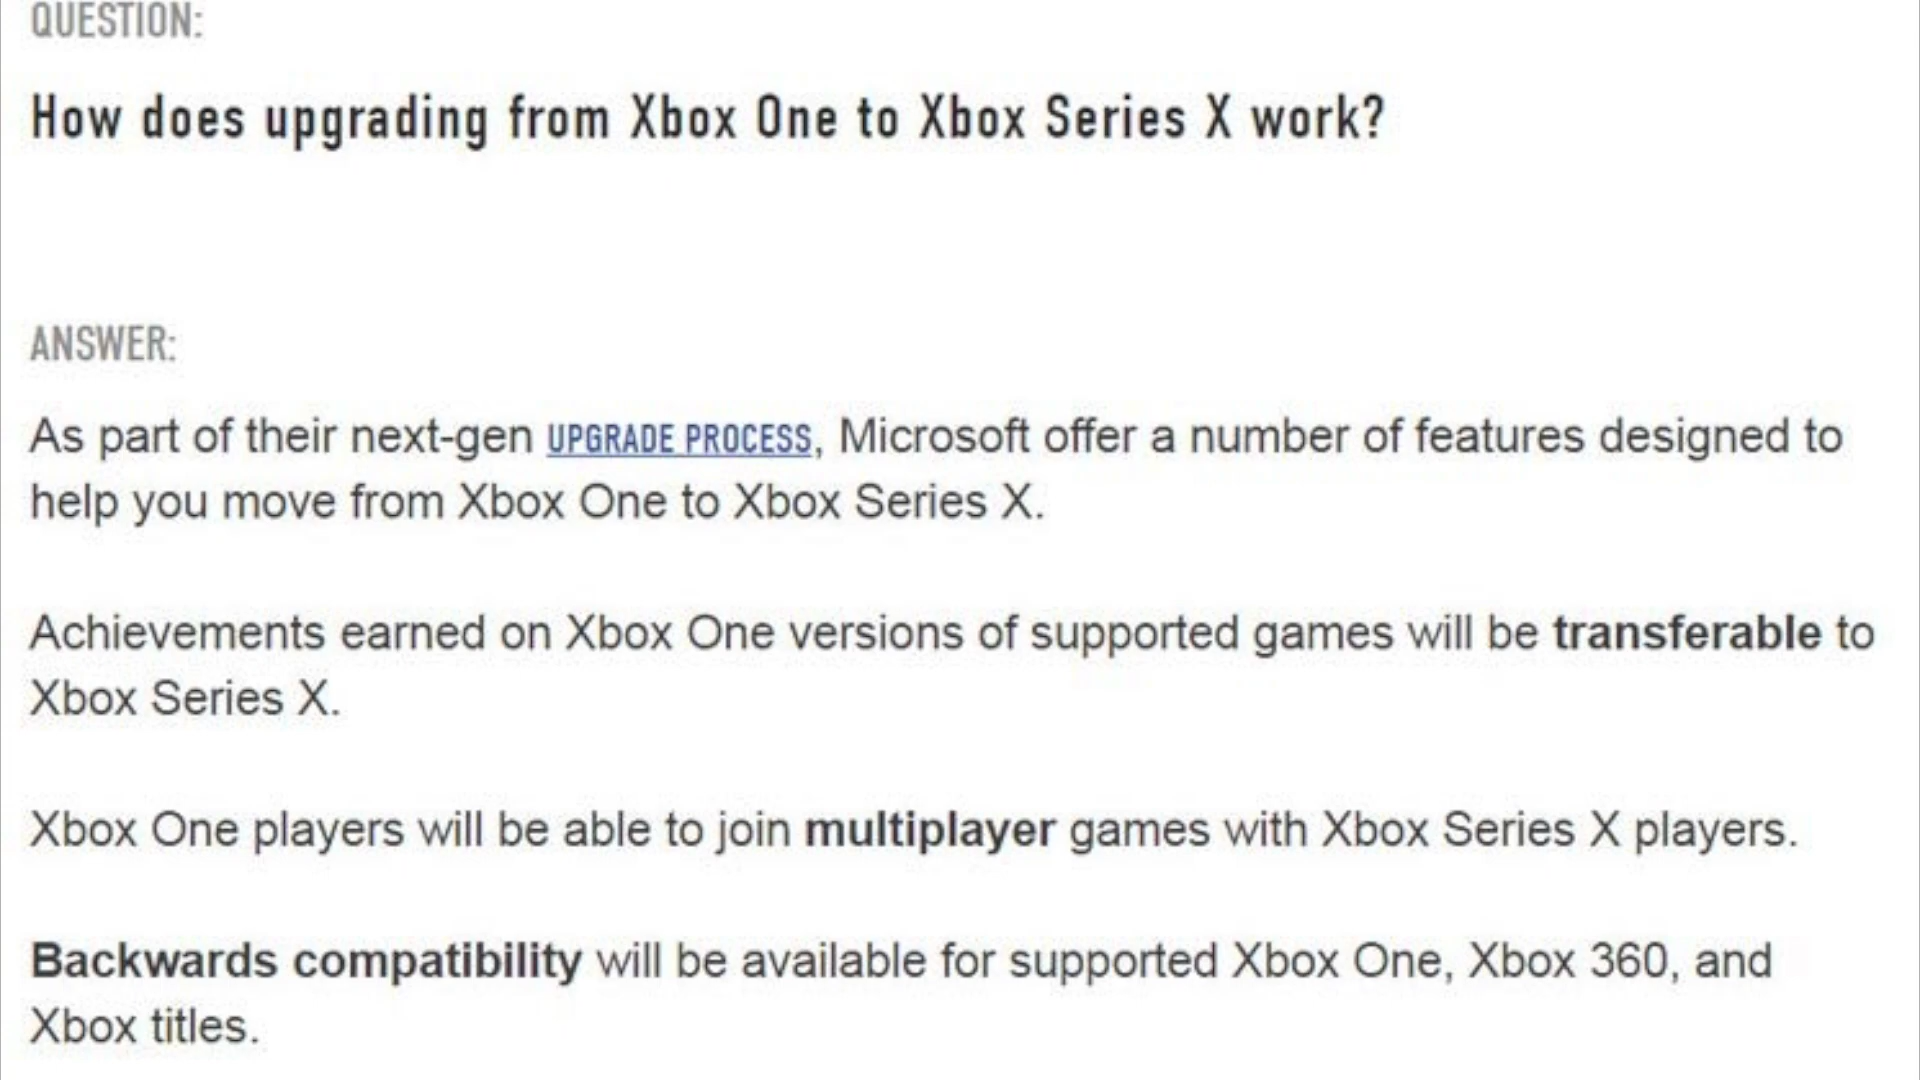 QUESTION:
How does upgrading from Xbox One to Xbox Series X work?
ANSWER:
As part of their next-gen UPGRADE PROCESS, Microsoft offer a number of features designed to
help you move from Xbox One to Xbox Series X.
Achievements earned on Xbox One versions of supported games will be transferable to
Xbox Series X.
Xbox One players will be able to join multiplayer games with Xbox Series X players.
Backwards compatibility will be available for supported Xbox One, Xbox 360, and
Xbox titles.